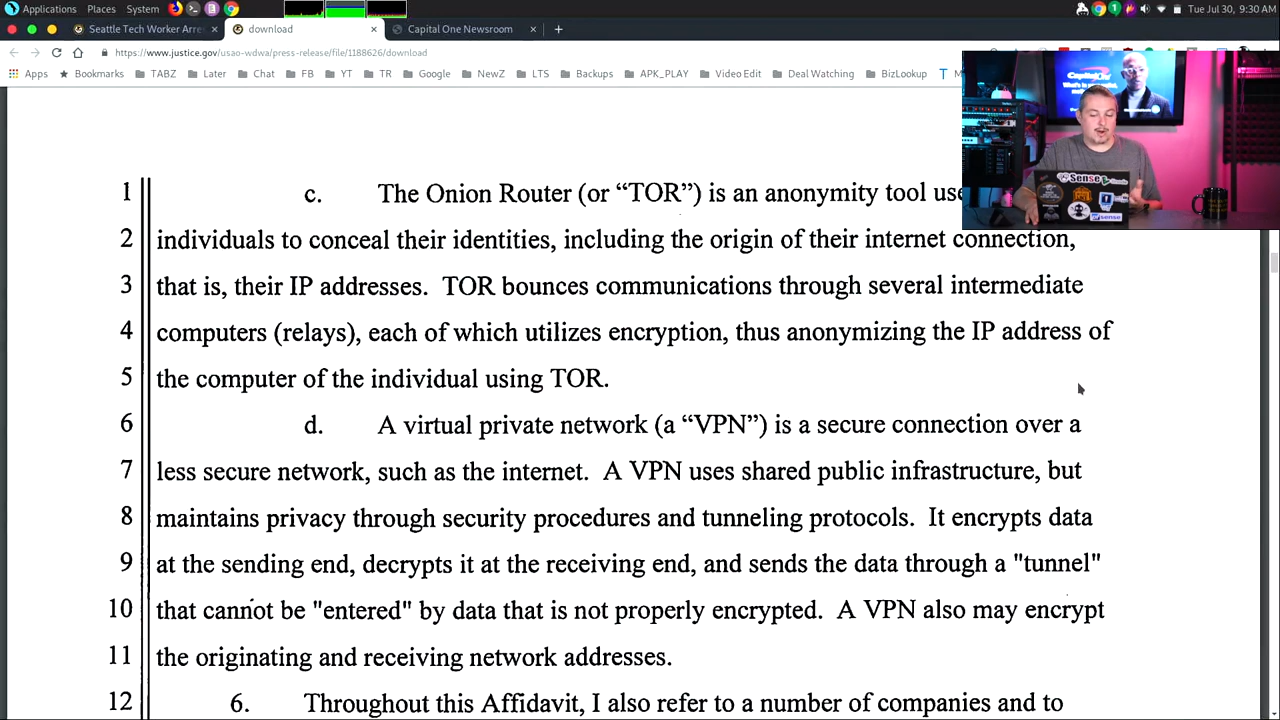 Applications Places System Tue Jul 30, 9:30 AM
Seattle Tech Worker Arre × download × Capital One Newsroom × +
https://www.justice.gov/usao-wdwa/press-release/file/1188626/download
Apps Bookmarks TABZ Later Chat FB YT TR Google NewZ LTS Backups APK_PLAY Video Edit Deal Watching BizLookup
1 c. The Onion Router (or “TOR”) is an anonymity tool use
2 individuals to conceal their identities, including the origin of their internet connection,
3 that is, their IP addresses. TOR bounces communications through several intermediate
4 computers (relays), each of which utilizes encryption, thus anonymizing the IP address of
5 the computer of the individual using TOR.
6 d. A virtual private network (a “VPN”) is a secure connection over a
7 less secure network, such as the internet. A VPN uses shared public infrastructure, but
8 maintains privacy through security procedures and tunneling protocols. It encrypts data
9 at the sending end, decrypts it at the receiving end, and sends the data through a "tunnel"
10 that cannot be "entered" by data that is not properly encrypted. A VPN also may encrypt
11 the originating and receiving network addresses.
12 6. Throughout this Affidavit, I also refer to a number of companies and to